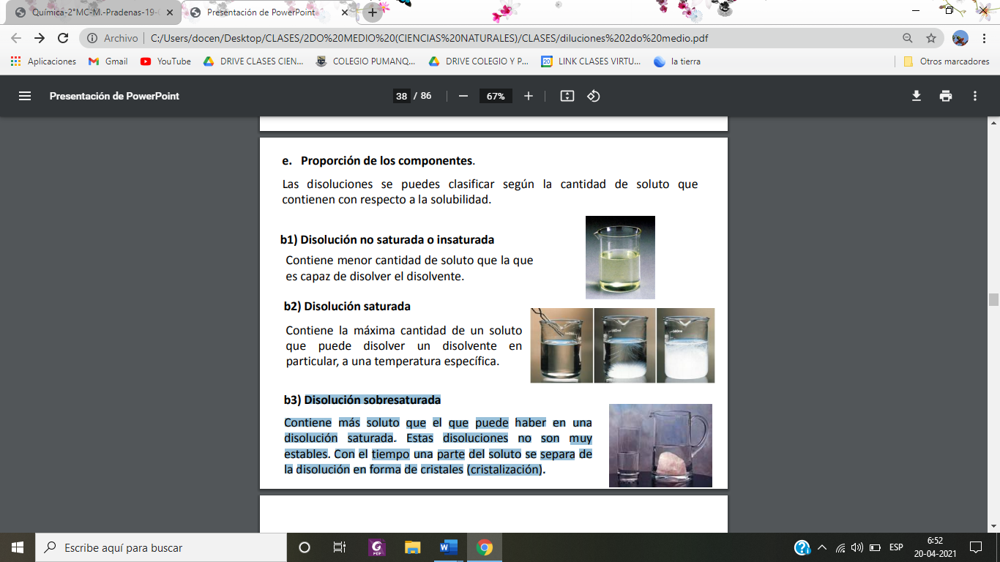 Química-2°MC-M.-Pradenas-19-
Presentación de PowerPoint
Archivo | C:/Users/docen/Desktop/CLASES/2DO%20MEDIO%20(CIENCIAS%20NATURALES)/CLASES/diluciones%202do%20medio.pdf
Aplicaciones Gmail YouTube DRIVE CLASES CIEN... COLEGIO PUMANQ... DRIVE COLEGIO Y P... 20 LINK CLASES VIRTU... la tierra Otros marcadores
Presentación de PowerPoint 38 / 86 67%
e. Proporción de los componentes.
Las disoluciones se puedes clasificar según la cantidad de soluto que
contienen con respecto a la solubilidad.
b1) Disolución no saturada o insaturada
Contiene menor cantidad de soluto que la que
es capaz de disolver el disolvente.
b2) Disolución saturada
Contiene la máxima cantidad de un soluto
que puede disolver un disolvente en
particular, a una temperatura específica.
b3) Disolución sobresaturada
Contiene más soluto que el que puede haber en una
disolución saturada. Estas disoluciones no son muy
estables. Con el tiempo una parte del soluto se separa de
la disolución en forma de cristales (cristalización).
Escribe aquí para buscar
ESP
6:52
20-04-2021